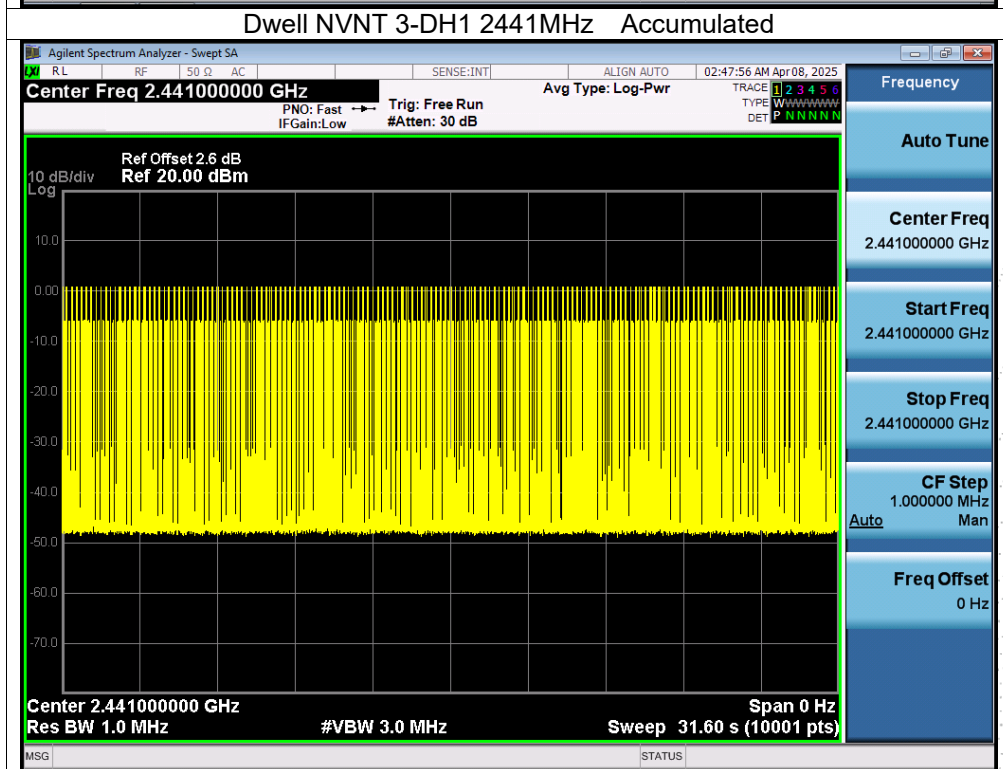 Dwell NVNT 3-DH1 2441MHz Accumulated
Agilent Spectrum Analyzer - Swept SA
LXI RL RF 50 Ω AC SENSE:INT ALIGN AUTO 02:47:56 AM Apr 08, 2025
Center Freq 2.441000000 GHz
PNO: Fast
IFGain:Low
Trig: Free Run
#Atten: 30 dB
Avg Type: Log-Pwr
TRACE 1 2 3 4 5 6
TYPE WWWWWWW
DET P N N N N N
Frequency
Auto Tune
Center Freq
2.441000000 GHz
Start Freq
2.441000000 GHz
Stop Freq
2.441000000 GHz
CF Step
1.000000 MHz
Auto Man
Freq Offset
0 Hz
Ref Offset 2.6 dB
10 dB/div Ref 20.00 dBm
Log
10.0
0.00
-10.0
-20.0
-30.0
-40.0
-50.0
-60.0
-70.0
Center 2.441000000 GHz Span 0 Hz
Res BW 1.0 MHz #VBW 3.0 MHz Sweep 31.60 s (10001 pts)
MSG STATUS